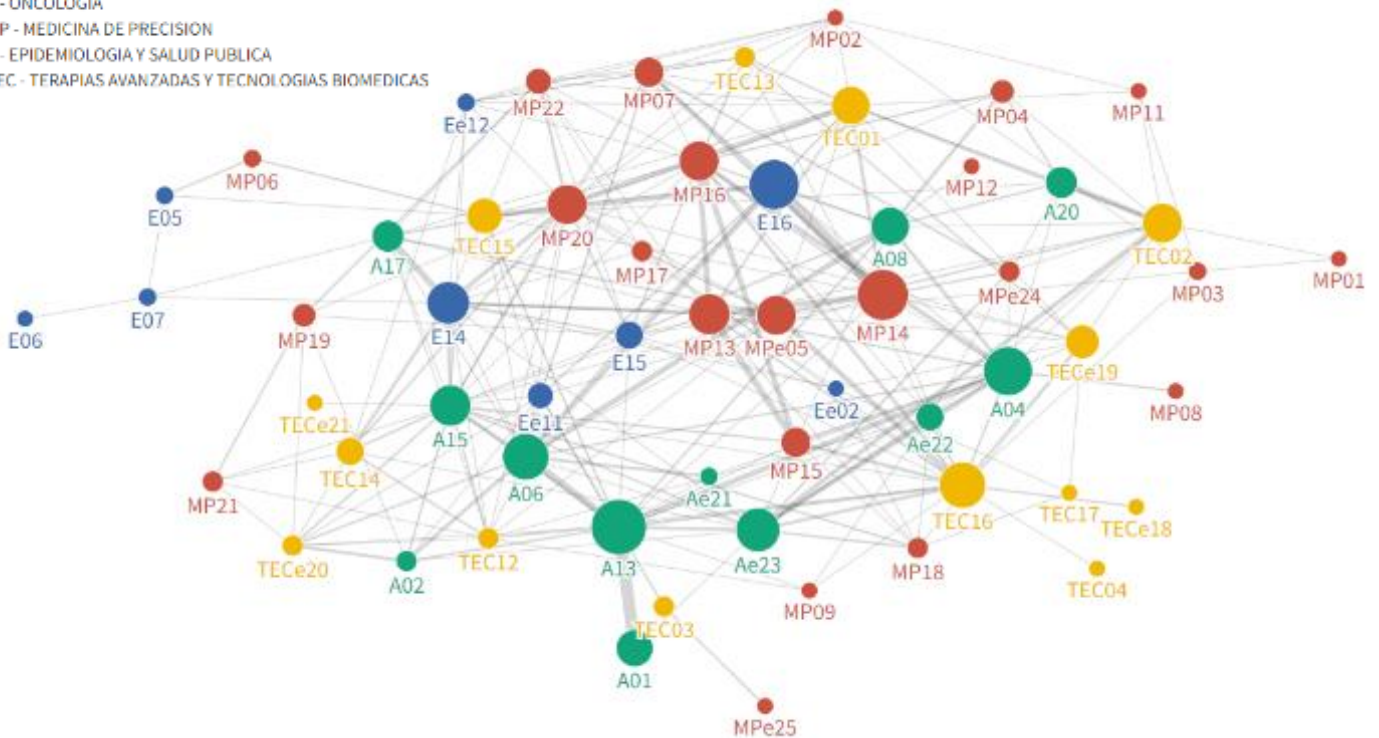 - ONCOLOGIA
P - MEDICINA DE PRECISION
- EPIDEMIOLOGIA Y SALUD PUBLICA
EC - TERAPIAS AVANZADAS Y TECNOLOGIAS BIOMEDICAS
MP02
TEC13
MP22
MP07
MP04
MP11
Ee12
TEC01
MP06
MP16
MP12
E05
E16
A20
TEC15
MP20
A08
TEC02
A17
MP17
MPe24
MP03
MP01
E07
E06
MP19
E14
E15
MP13
MPe05
MP14
TECe19
TECe21
Ee11
Ee02
A04
MP08
A15
Ae22
TEC14
MP15
MP21
A06
Ae21
TEC16
TEC17
TECe18
TECe20
A02
TEC12
A13
Ae23
MP18
TEC04
MP09
TEC03
A01
MPe25